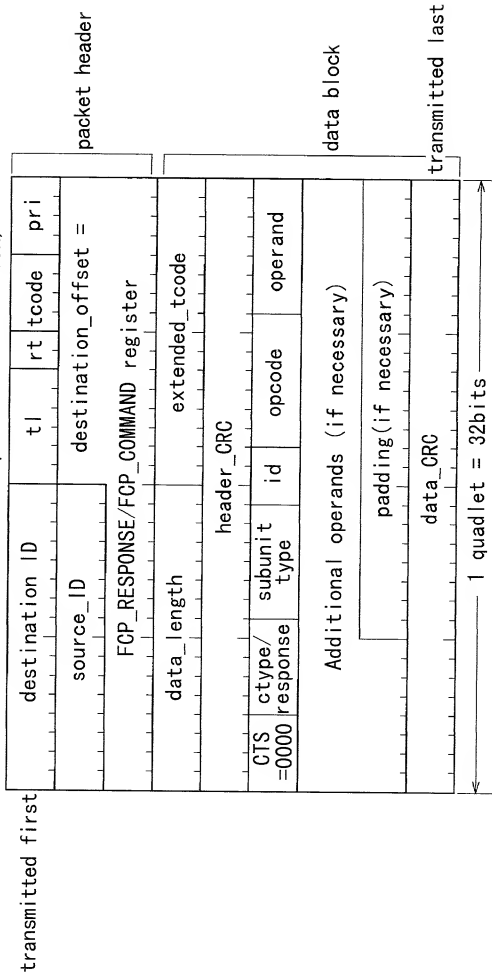 transmitted first
destination ID tl rt tcode pri
source_ID destination_offset =
FCP_RESPONSE/FCP_COMMAND register
packet header
data_length extended_tcode
header_CRC
CTS =0000 ctype/ response subunit type id opcode operand
Additional operands (if necessary)
padding(if necessary)
data_CRC
data block
transmitted last
1 quadlet = 32bits